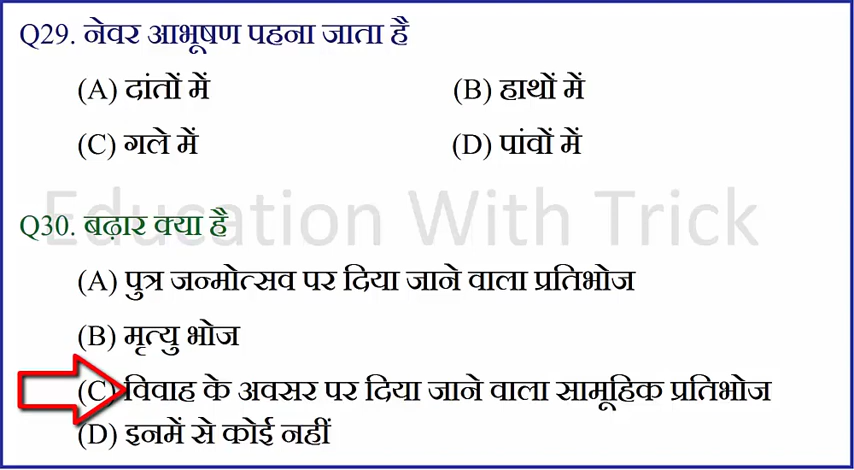 Q29. नेवर आभूषण पहना जाता है
(A) दांतों में (B) हाथों में
(C) गले में (D) पांवों में
Education With Trick
Q30. बढ़ार क्या है
(A) पुत्र जन्मोत्सव पर दिया जाने वाला प्रतिभोज
(B) मृत्यु भोज
(C) विवाह के अवसर पर दिया जाने वाला सामूहिक प्रतिभोज
(D) इनमें से कोई नहीं